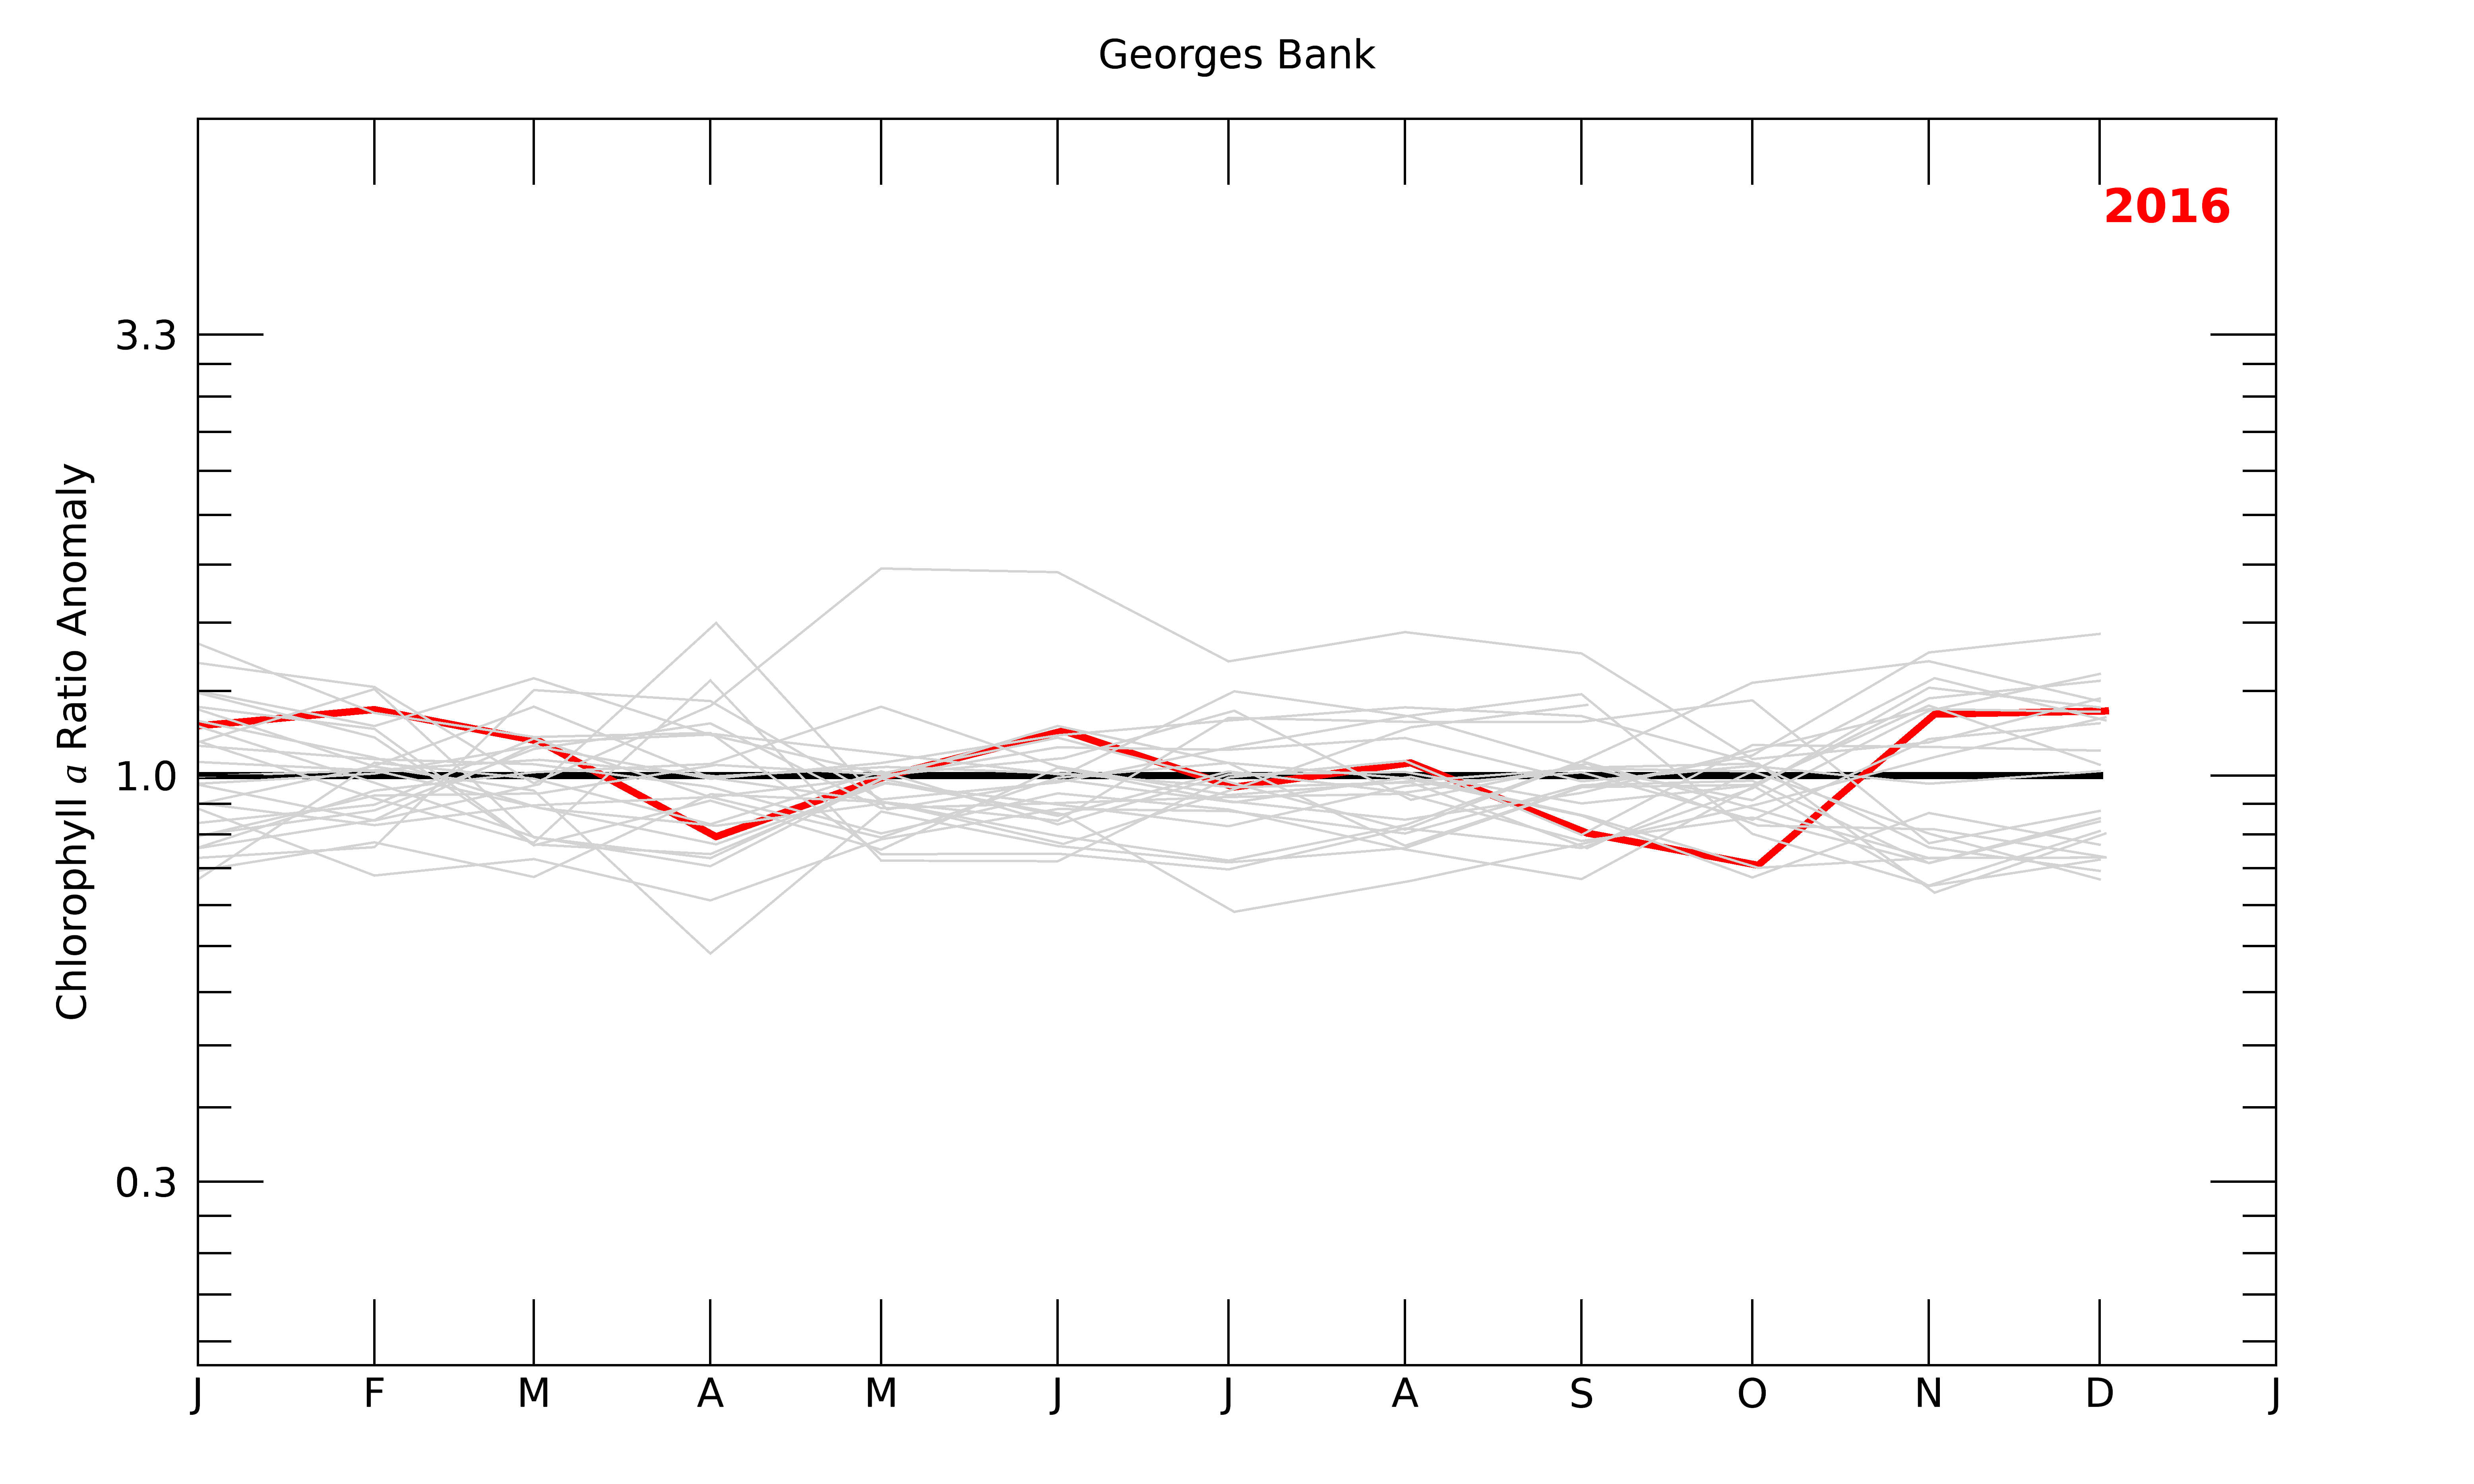 Georges Bank
2016
Chlorophyll a Ratio Anomaly
3.3
1.0
0.3
J F M A M J J A S O N D J